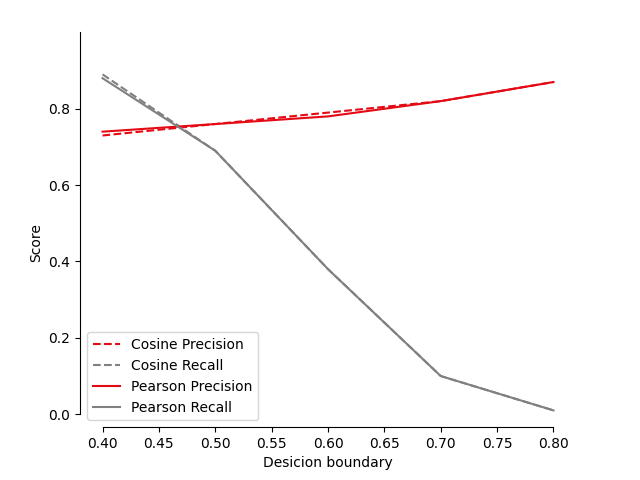 Score
0.8
0.6
0.4
0.2
0.0
Cosine Precision
Cosine Recall
Pearson Precision
Pearson Recall
0.40 0.45 0.50 0.55 0.60 0.65 0.70 0.75 0.80
Desicion boundary